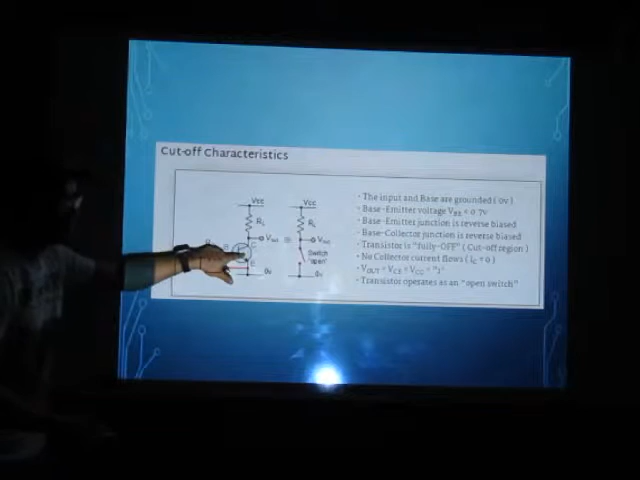 Cut-off Characteristics
Vcc
RL
VOUT
0v
Vcc
RL
VOUT
Switch
"open"
0v
• The input and Base are grounded ( 0v )
• Base-Emitter voltage VBE < 0.7v
• Base-Emitter junction is reverse biased
• Base-Collector junction is reverse biased
• Transistor is "fully-OFF" ( Cut-off region )
• No Collector current flows ( IC = 0 )
• VOUT = VCE = VCC = "1"
• Transistor operates as an "open switch"